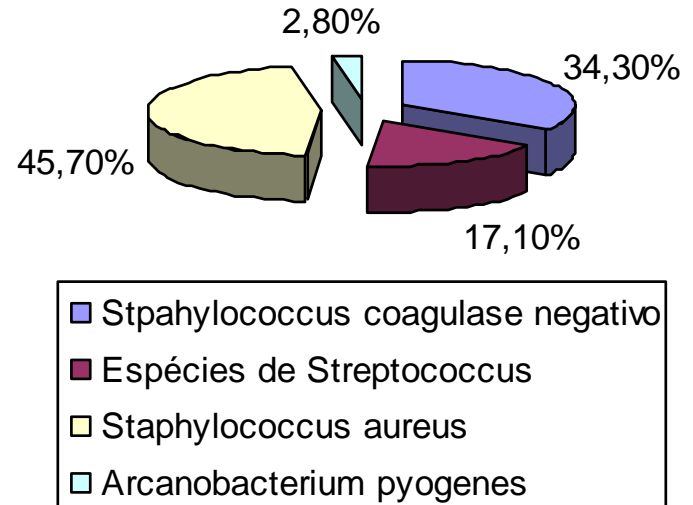 2,80%
34,30%
45,70%
17,10%
Stpahylococcus coagulase negativo
Espécies de Streptococcus
Staphylococcus aureus
Arcanobacterium pyogenes